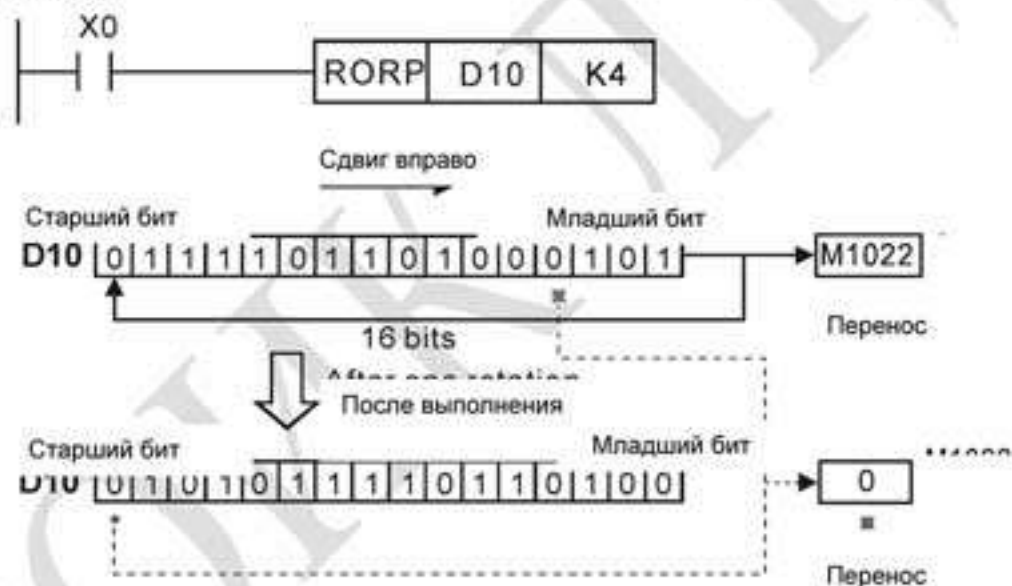 X0
RORP D10 K4
Сдвиг вправо
Старший бит Младший бит
D10 0 1 1 1 1 0 1 1 0 1 0 0 0 1 0 1 M1022
Перенос
16 bits
После выполнения
Старший бит Младший бит
D10 0 1 0 1 0 1 1 1 1 0 1 1 0 1 0 0 0
Перенос